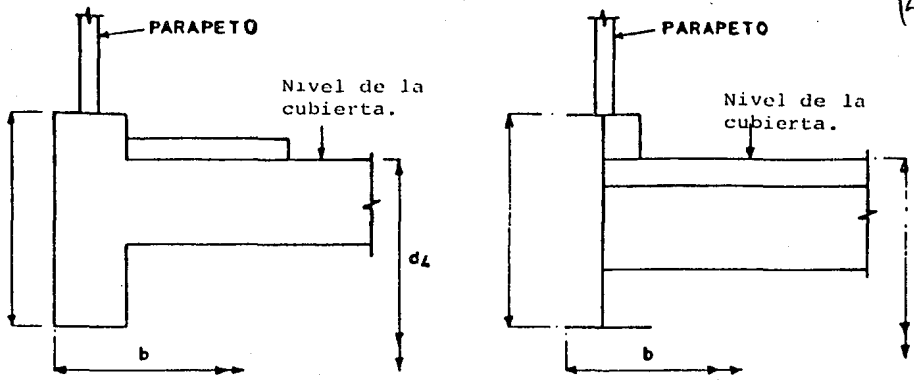 PARAPETO
Nivel de la
cubierta.
d4
b
PARAPETO
Nivel de la
cubierta.
b